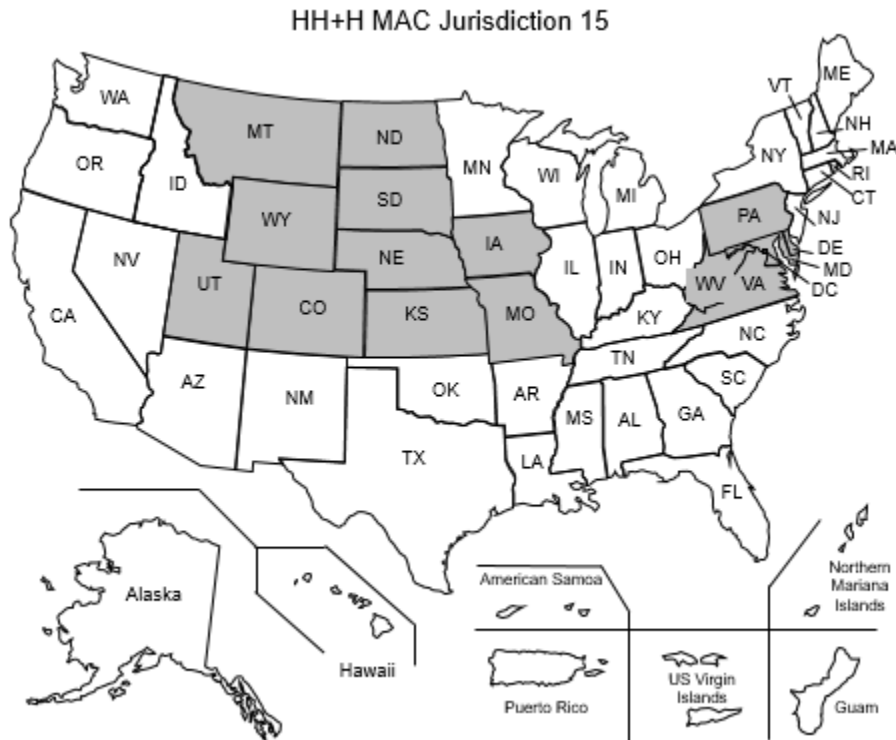 HH+H MAC Jurisdiction 15
WA
MT
ND
MN
VT
ME
NH
OR
ID
WY
SD
WI
MI
NY
MA
RI
CT
NV
UT
CO
NE
IA
IL
IN
OH
PA
NJ
DE
MD
DC
CA
KS
MO
KY
WV
VA
AZ
NM
OK
AR
TN
NC
SC
TX
LA
MS
AL
GA
FL
Alaska
Hawaii
American Samoa
Northern
Mariana
Islands
Puerto Rico
US Virgin
Islands
Guam